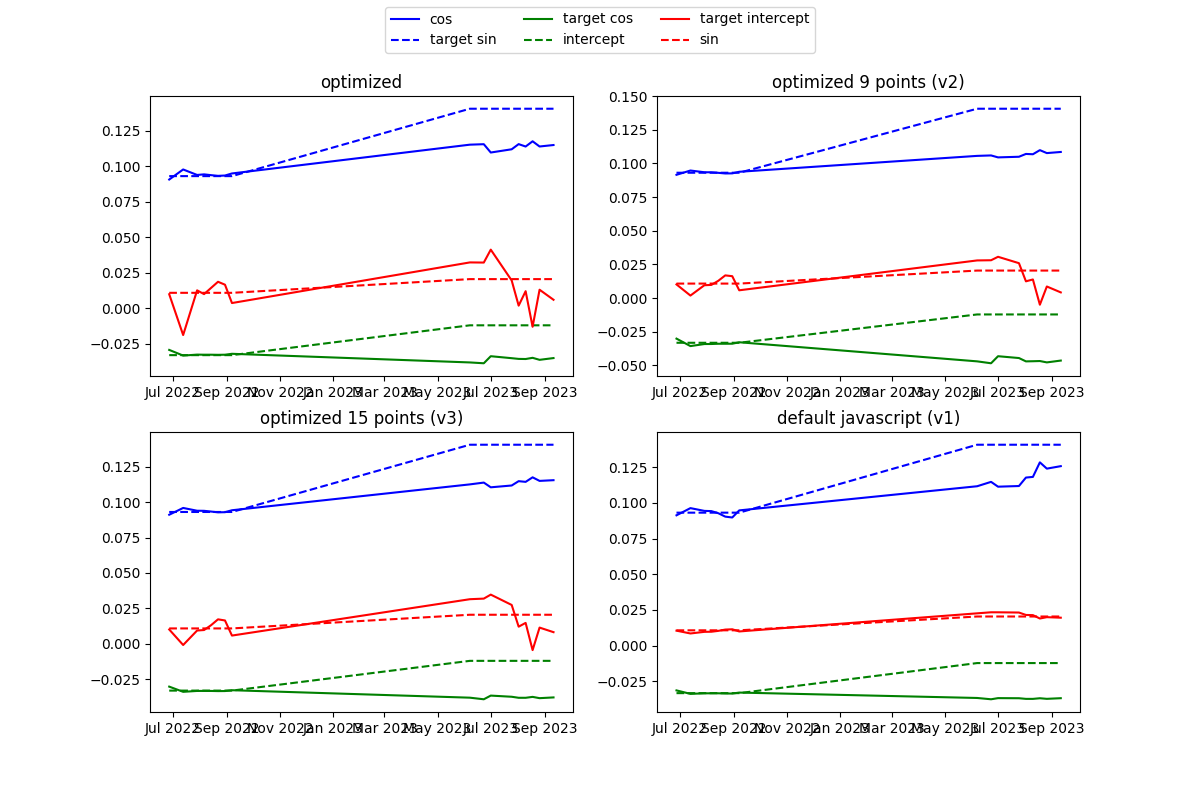 cos target cos target intercept
target sin intercept sin
optimized optimized 9 points (v2)
0.150
0.125 0.125
0.100 0.100
0.075 0.075
0.050 0.050
0.025 0.025
0.000 0.000
−0.025 −0.025
−0.050
Jul 2022 Sep 2022 Nov 2022 Jan 2023 Mar 2023 May 2023 Jul 2023 Sep 2023 Jul 2022 Sep 2022 Nov 2022 Jan 2023 Mar 2023 May 2023 Jul 2023 Sep 2023
optimized 15 points (v3) default javascript (v1)
0.125 0.125
0.100 0.100
0.075 0.075
0.050 0.050
0.025 0.025
0.000 0.000
−0.025 −0.025
Jul 2022 Sep 2022 Nov 2022 Jan 2023 Mar 2023 May 2023 Jul 2023 Sep 2023 Jul 2022 Sep 2022 Nov 2022 Jan 2023 Mar 2023 May 2023 Jul 2023 Sep 2023